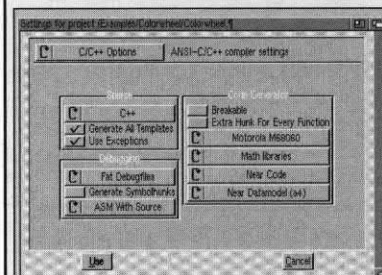 Settings for project (Examples/Colorwheel/Colorwheel.¶
C/C++ Options
ANSI-C/C++ compiler settings
Source
C++
Generate All Templates
Use Exceptions
Debugging
Fat Debugfiles
Generate Symbolhunks
ASM With Source
Code Generator
Breakable
Extra Hunk For Every Function
Motorola M68060
Math libraries
Near Code
Near Datamodel (a4)
Use
Cancel